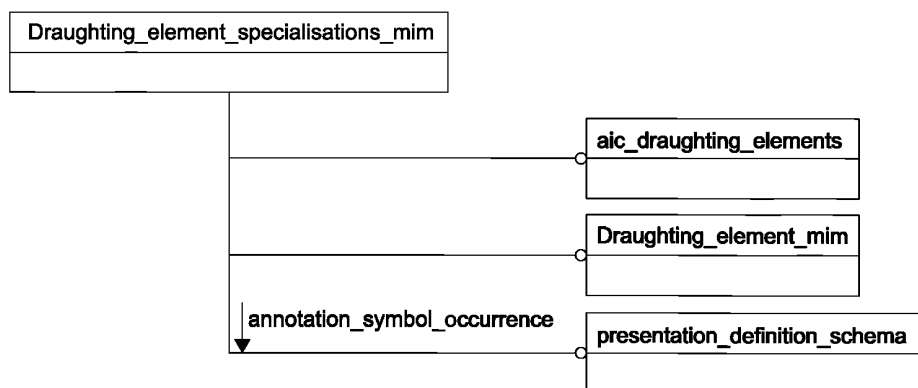 Draughting_element_specialisations_mim
aic_draughting_elements
Draughting_element_mim
annotation_symbol_occurrence
presentation_definition_schema